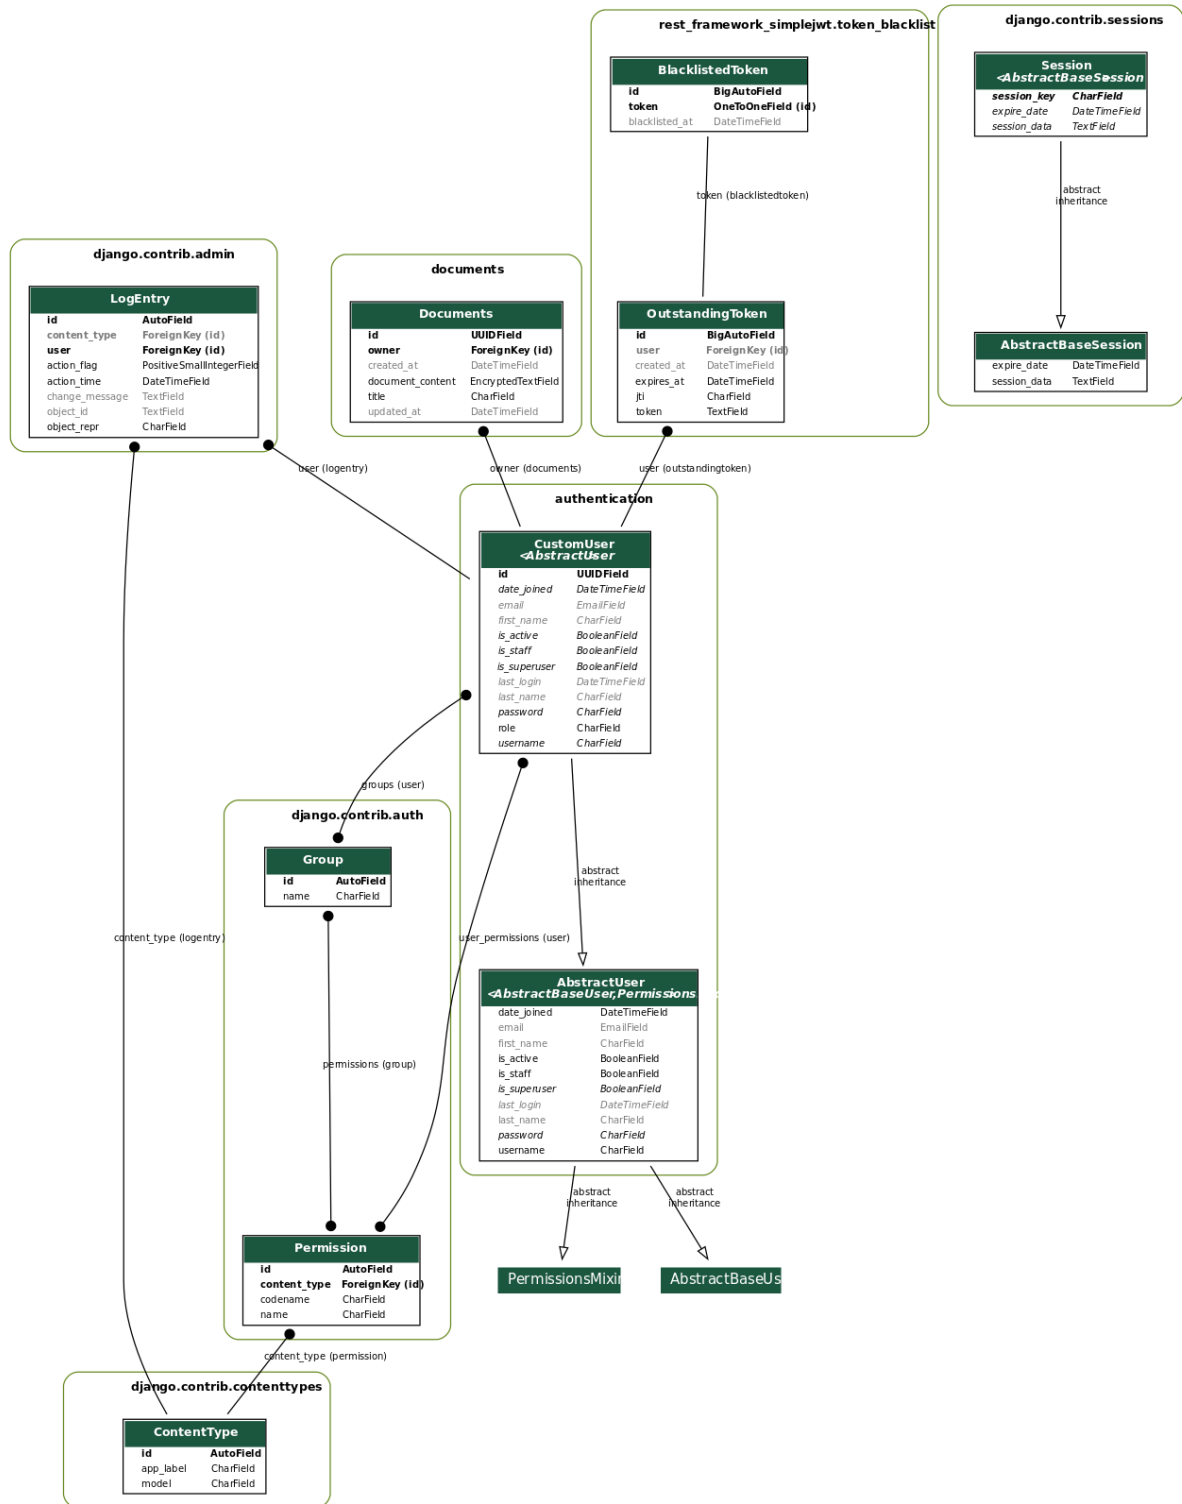 rest_framework_simplejwt.token_blacklist
BlacklistedToken
id BigAutoField
token OneToOneField (id)
blacklisted_at DateTimeField
token (blacklistedtoken)
OutstandingToken
id BigAutoField
user ForeignKey (id)
created_at DateTimeField
expires_at DateTimeField
jti CharField
token TextField
django.contrib.sessions
Session
<AbstractBaseSession>
session_key CharField
expire_date DateTimeField
session_data TextField
abstract
inheritance
AbstractBaseSession
expire_date DateTimeField
session_data TextField
django.contrib.admin
LogEntry
id AutoField
content_type ForeignKey (id)
user ForeignKey (id)
action_flag PositiveSmallIntegerField
action_time DateTimeField
change_message TextField
object_id TextField
object_repr CharField
documents
Documents
id UUIDField
owner ForeignKey (id)
created_at DateTimeField
document_content EncryptedTextField
title CharField
updated_at DateTimeField
user (logentry)
owner (documents)
user (outstandingtoken)
authentication
CustomUser
<AbstractUser>
id UUIDField
date_joined DateTimeField
email EmailField
first_name CharField
is_active BooleanField
is_staff BooleanField
is_superuser BooleanField
last_login DateTimeField
last_name CharField
password CharField
role CharField
username CharField
groups (user)
django.contrib.auth
Group
id AutoField
name CharField
abstract
inheritance
content_type (logentry)
user_permissions (user)
permissions (group)
AbstractUser
<AbstractBaseUser,Permissions
date_joined DateTimeField
email EmailField
first_name CharField
is_active BooleanField
is_staff BooleanField
is_superuser BooleanField
last_login DateTimeField
last_name CharField
password CharField
username CharField
abstract
inheritance
abstract
inheritance
PermissionsMixin
AbstractBaseUs
Permission
id AutoField
content_type ForeignKey (id)
codename CharField
name CharField
content_type (permission)
django.contrib.contenttypes
ContentType
id AutoField
app_label CharField
model CharField